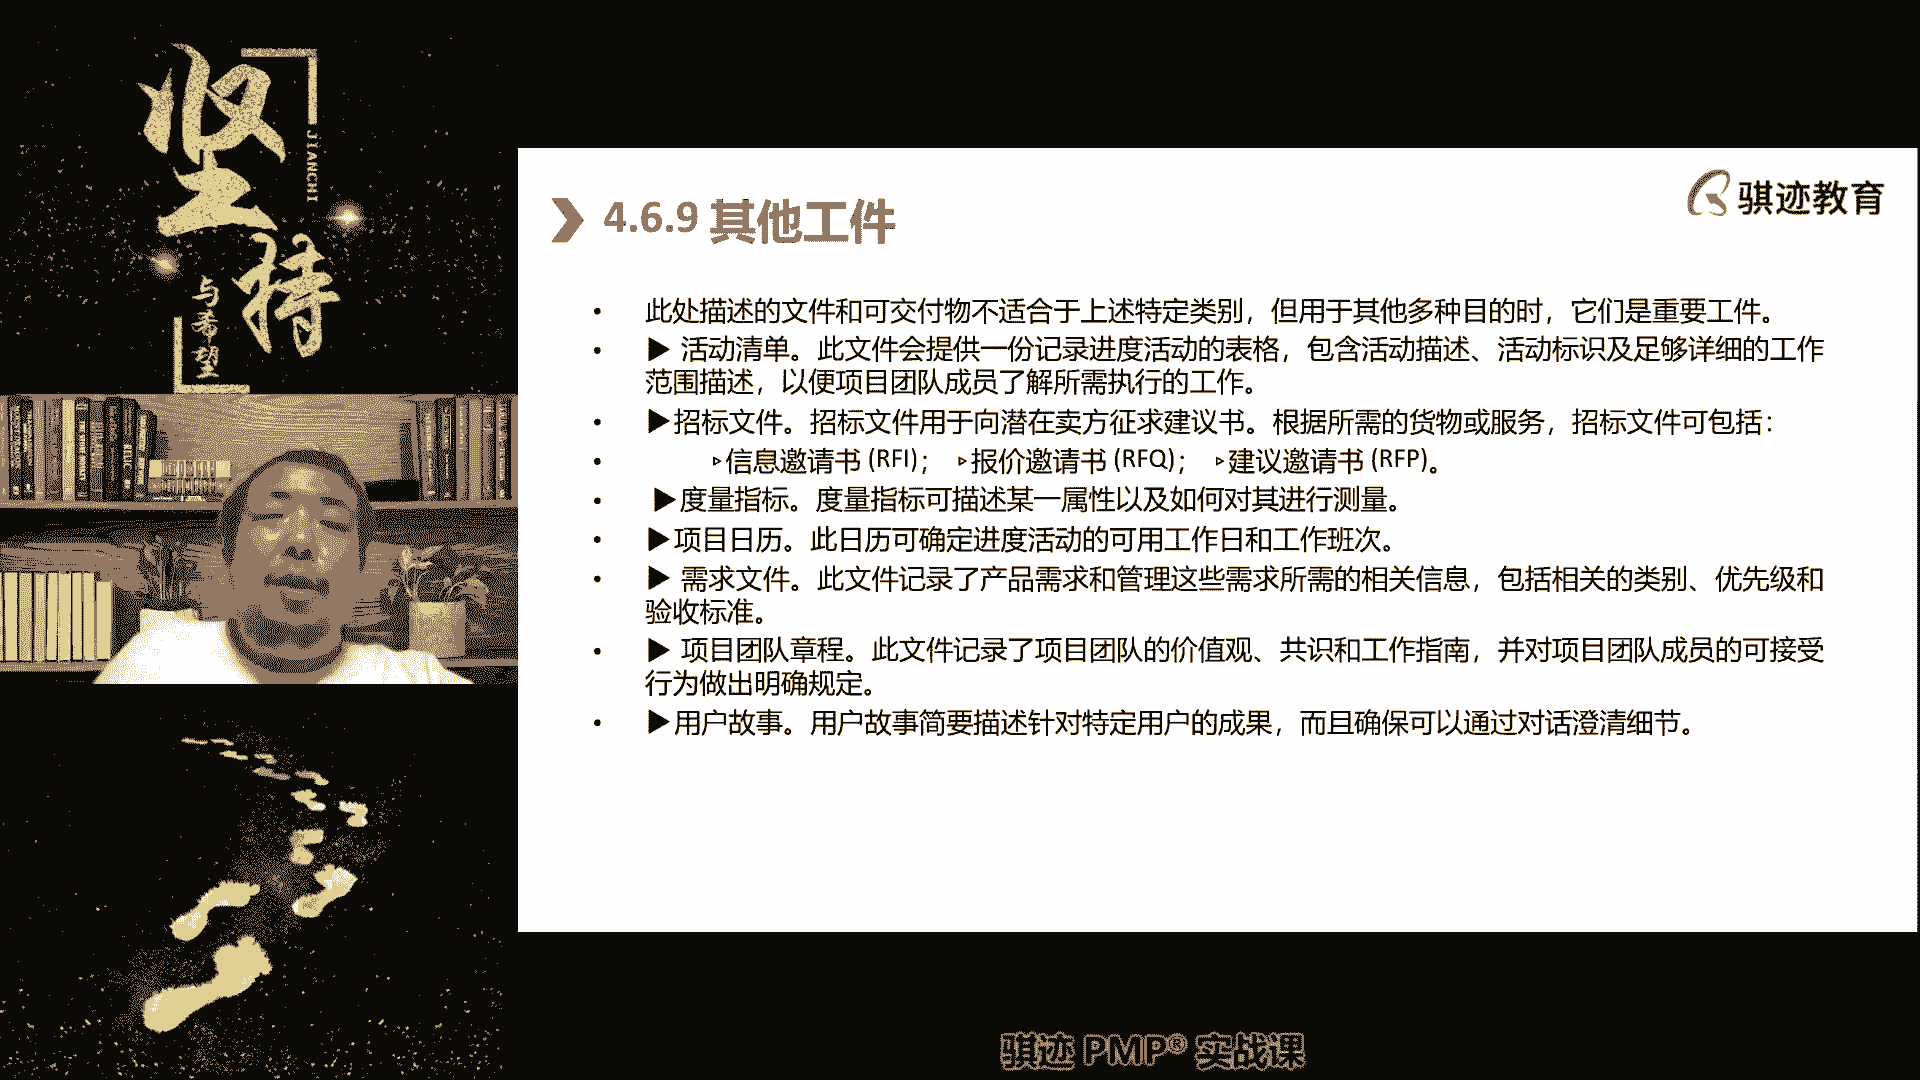 坚持
JIANCHI
与希望
骐迹教育
4.6.9 其他工件
• 此处描述的文件和可交付物不适合于上述特定类别，但用于其他多种目的时，它们是重要工件。
• ▶ 活动清单。此文件会提供一份记录进度活动的表格，包含活动描述、活动标识及足够详细的工作
范围描述，以便项目团队成员了解所需执行的工作。
• ▶招标文件。招标文件用于向潜在卖方征求建议书。根据所需的货物或服务，招标文件可包括：
• ▹信息邀请书 (RFI)； ▹报价邀请书 (RFQ)； ▹建议邀请书 (RFP)。
• ▶度量指标。度量指标可描述某一属性以及如何对其进行测量。
• ▶项目日历。此日历可确定进度活动的可用工作日和工作班次。
• ▶ 需求文件。此文件记录了产品需求和管理这些需求所需的相关信息，包括相关的类别、优先级和
验收标准。
• ▶ 项目团队章程。此文件记录了项目团队的价值观、共识和工作指南，并对项目团队成员的可接受
行为做出明确规定。
• ▶用户故事。用户故事简要描述针对特定用户的成果，而且确保可以通过对话澄清细节。
骐迹 PMP® 实战课